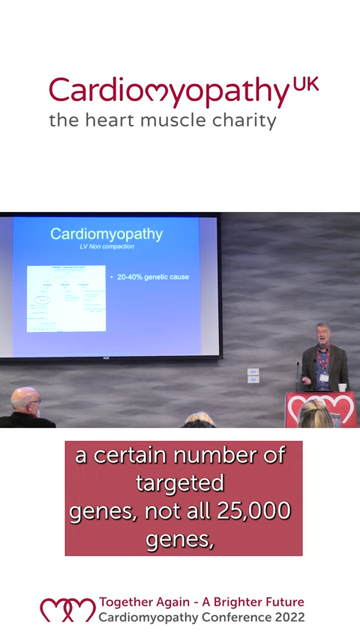 Cardiomyopathy UK
the heart muscle charity
Cardiomyopathy
LV Non compaction
• 20-40% genetic cause
a certain number of
targeted
genes, not all 25,000
genes,
Together Again - A Brighter Future
Cardiomyopathy Conference 2022